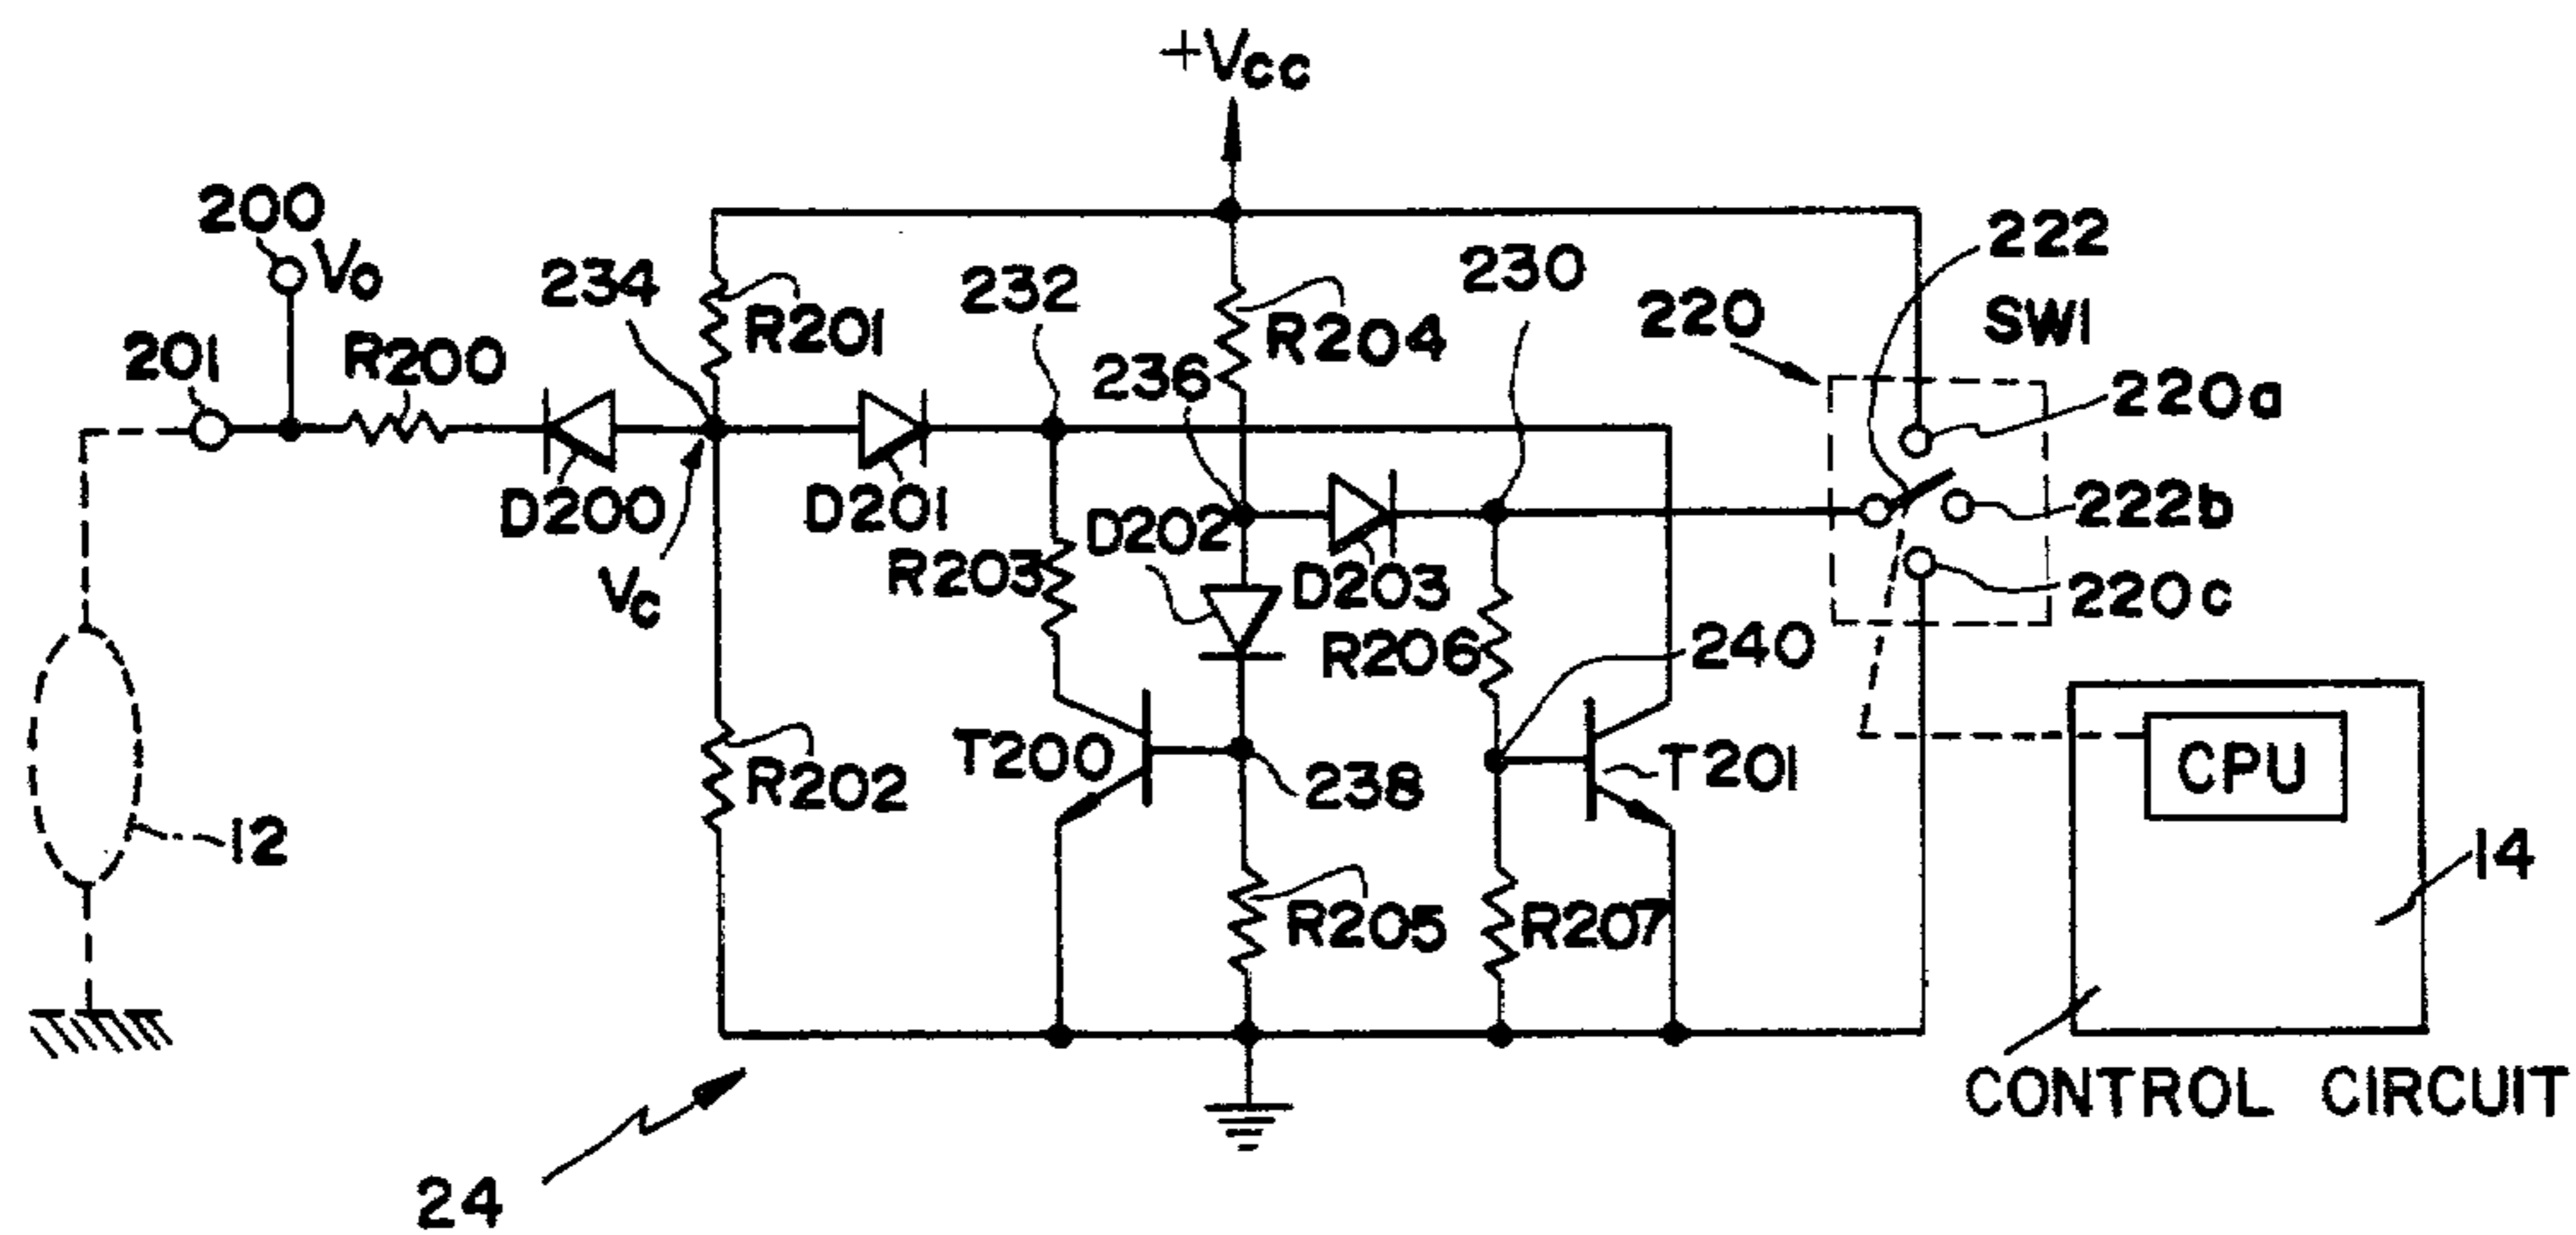 +Vcc
200
Vo
234
232
230
222
201
R200
R201
236
R204
220
SW1
220a
D200
D201
D202
222b
Vc
R203
D203
220c
R206
240
T200
R202
238
T201
CPU
12
R205
R207
14
24
CONTROL CIRCUIT